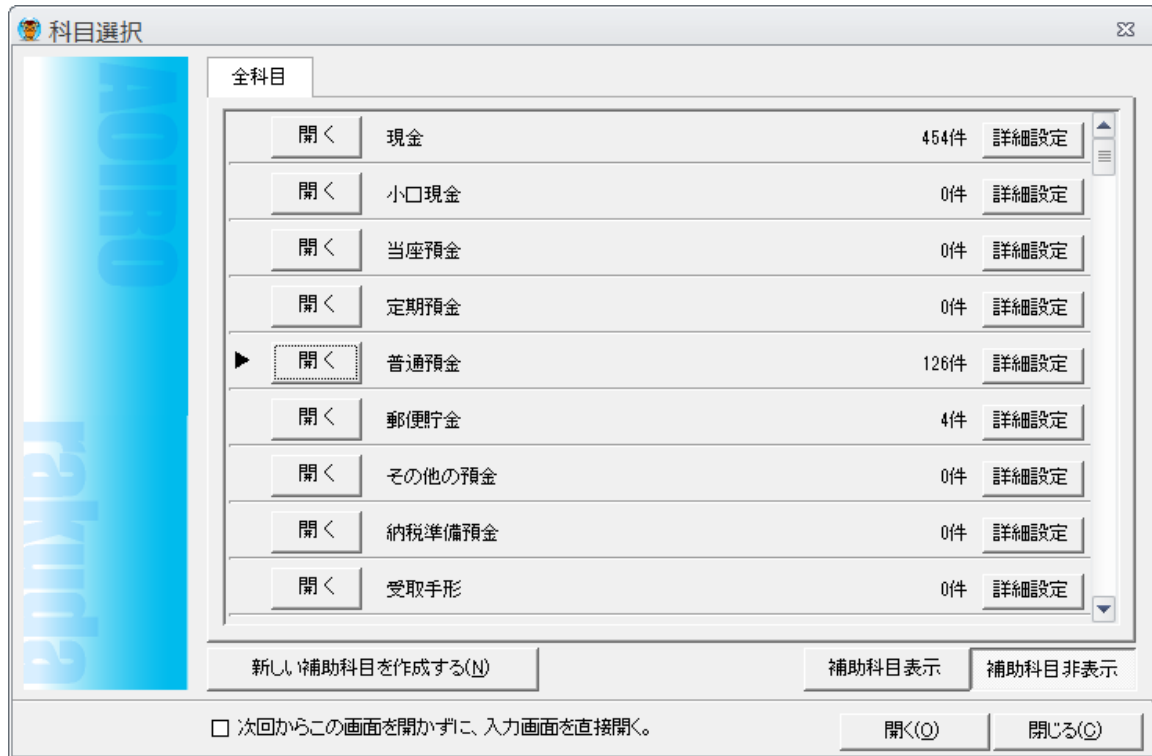 科目選択
全科目
開く 現金 454件 詳細設定
開く 小口現金 0件 詳細設定
開く 当座預金 0件 詳細設定
開く 定期預金 0件 詳細設定
開く 普通預金 126件 詳細設定
開く 郵便貯金 4件 詳細設定
開く その他の預金 0件 詳細設定
開く 納税準備預金 0件 詳細設定
開く 受取手形 0件 詳細設定
新しい補助科目を作成する(N) 補助科目表示 補助科目非表示
次回からこの画面を開かずに、入力画面を直接開く。 開く(O) 閉じる(C)
AOIRO
rakuda